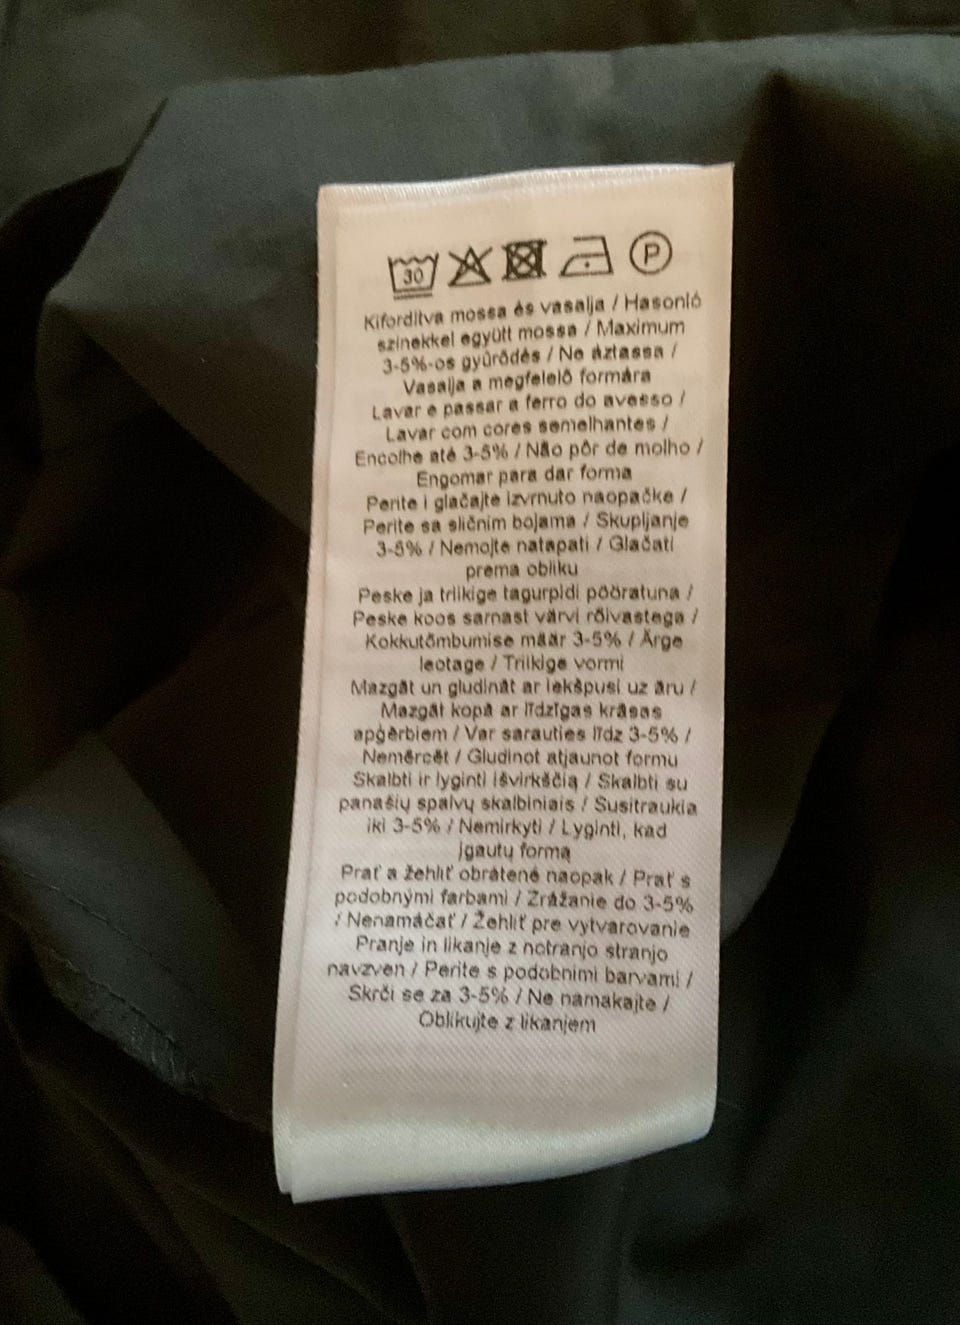 30 P
Kifordítva mossa és vasalja / Hasonló
színekkel együtt mossa / Maximum
3-5%-os gyűrődés / Ne áztassa /
Vasalja a megfelelő formára
Lavar e passar a ferro do avesso /
Lavar com cores semelhantes /
Encolhe até 3-5% / Não pôr de molho /
Engomar para dar forma
Perite i glačajte izvrnuto naopačke /
Perite sa sličnim bojama / Skupljanje
3-5% / Nemojte natapati / Glačati
prema obliku
Peske ja triikige tagurpidi pööratuna /
Peske koos sarnast värvi rõivastega /
Kokkutõmbumise määr 3-5% / Ärge
leotage / Triikige vormi
Mazgāt un gludināt ar iekšpusi uz āru /
Mazgāt kopā ar līdzīgas krāsas
apģērbiem / Var sarauties līdz 3-5% /
Nemērcēt / Gludinot atjaunot formu
Skalbti ir lyginti išvirkščią / Skalbti su
panašių spalvų skalbiniais / Susitraukia
iki 3-5% / Nemirkyti / Lyginti, kad
įgautų formą
Prať a žehliť obrátené naopak / Prať s
podobnými farbami / Zrážanie do 3-5%
/ Nenamáčať / Žehliť pre vytvarovanie
Pranje in likanje z notranjo stranjo
navzven / Perite s podobnimi barvami /
Skrči se za 3-5% / Ne namakajte /
Oblikujte z likanjem